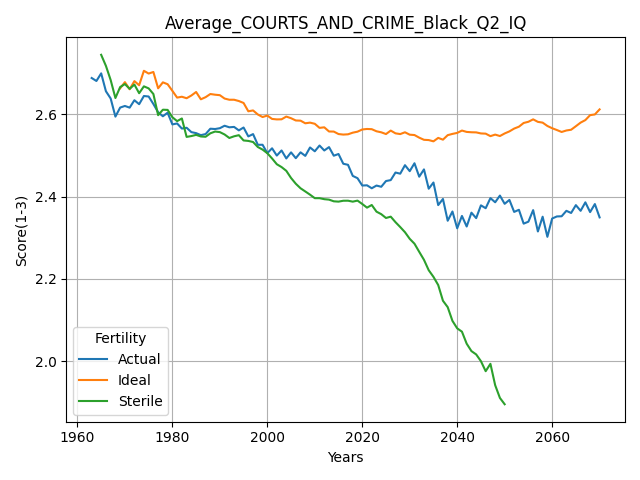 Average_COURTS_AND_CRIME_Black_Q2_IQ
Score(1-3)
2.6
2.4
2.2
2.0
Fertility
Actual
Ideal
Sterile
1960
1980
2000
2020
2040
2060
Years